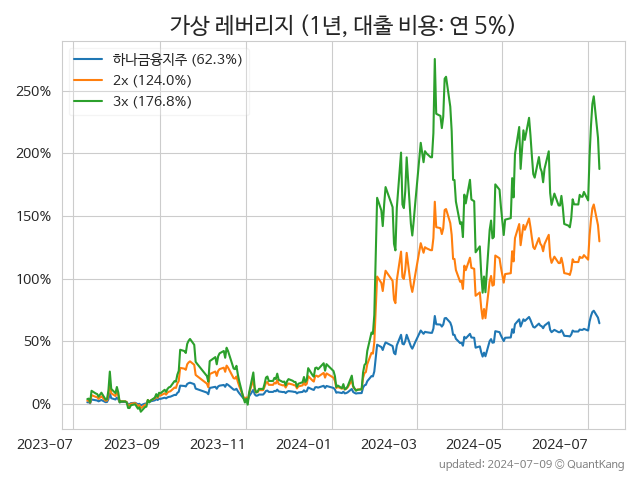 가상 레버리지 (1년, 대출 비용: 연 5%)
하나금융지주 (62.3%)
2x (124.0%)
3x (176.8%)
250%
200%
150%
100%
50%
0%
2023-07 2023-09 2023-11 2024-01 2024-03 2024-05 2024-07
updated: 2024-07-09 © QuantKang